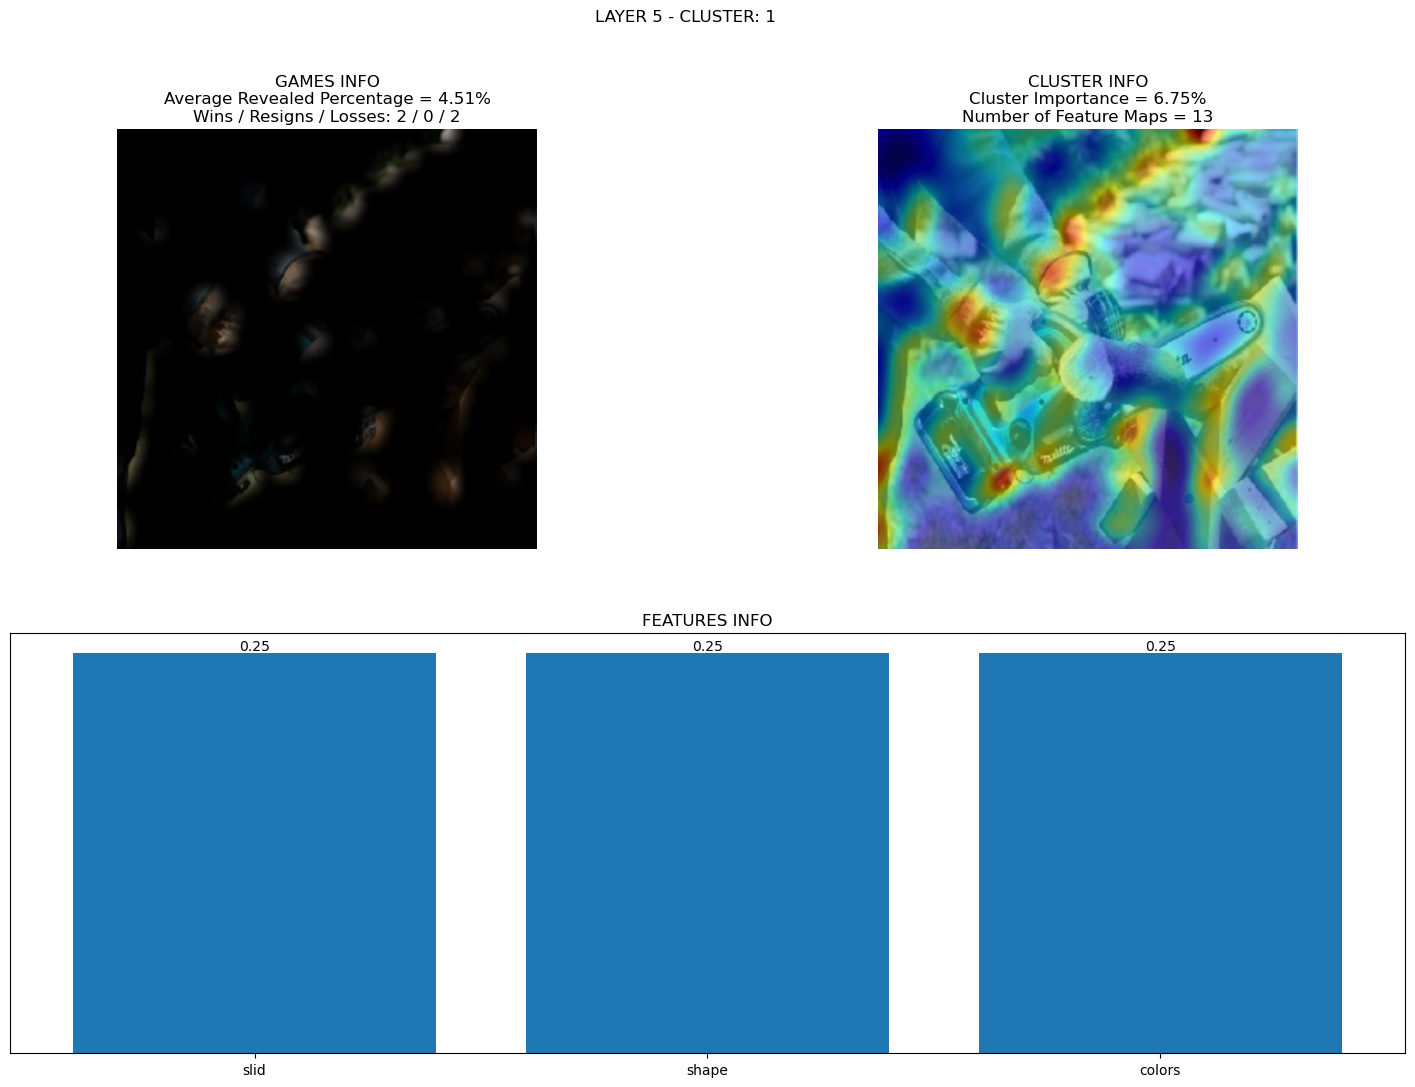 LAYER 5 - CLUSTER: 1
GAMES INFO
Average Revealed Percentage = 4.51%
Wins / Resigns / Losses: 2 / 0 / 2
CLUSTER INFO
Cluster Importance = 6.75%
Number of Feature Maps = 13
FEATURES INFO
0.25
0.25
0.25
slid
shape
colors